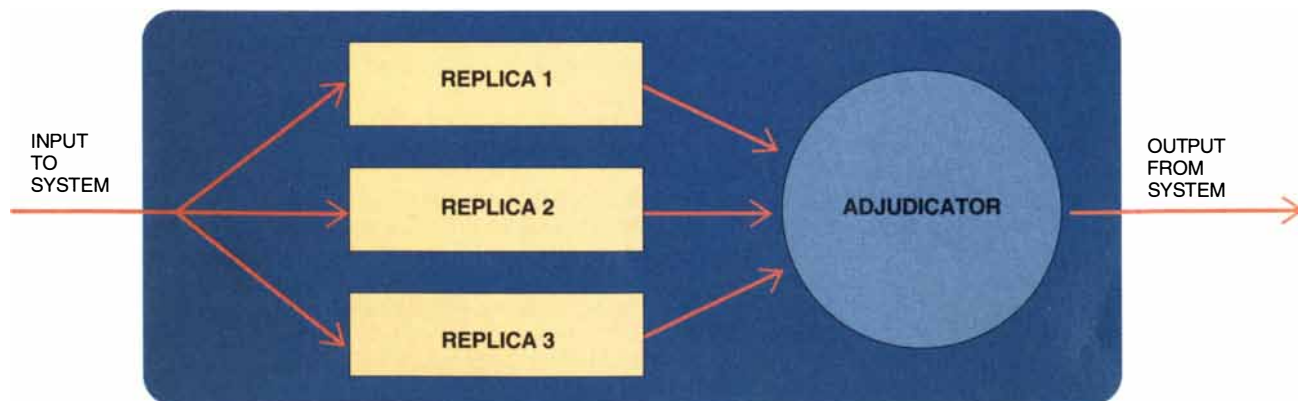 INPUT
TO
SYSTEM
REPLICA 1
REPLICA 2
REPLICA 3
ADJUDICATOR
OUTPUT
FROM
SYSTEM